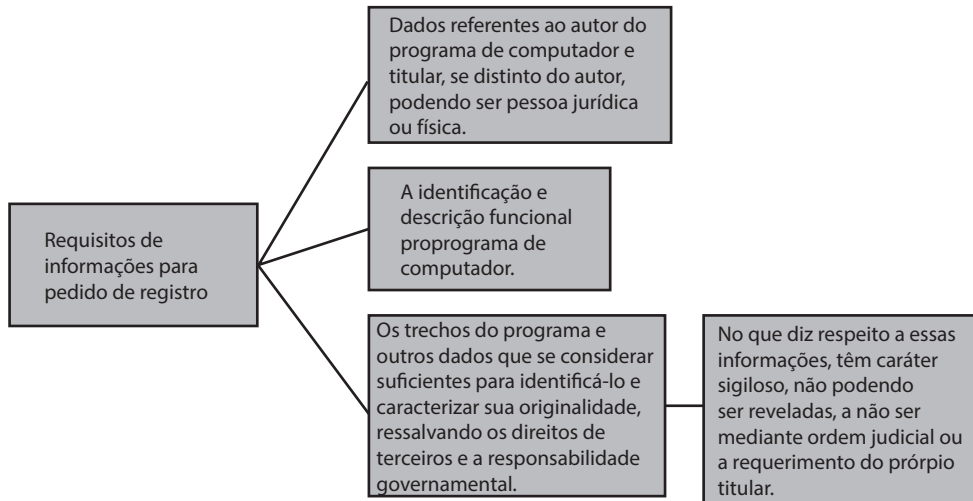 Dados referentes ao autor do
programa de computador e
titular, se distinto do autor,
podendo ser pessoa jurídica
ou física.
A identificação e
descrição funcional
proprograma de
computador.
Requisitos de
informações para
pedido de registro
Os trechos do programa e
outros dados que se considerar
suficientes para identificá-lo e
caracterizar sua originalidade,
ressalvando os direitos de
terceiros e a responsabilidade
governamental.
No que diz respeito a essas
informações, têm caráter
sigiloso, não podendo
ser reveladas, a não ser
mediante ordem judicial ou
a requerimento do prórpio
titular.